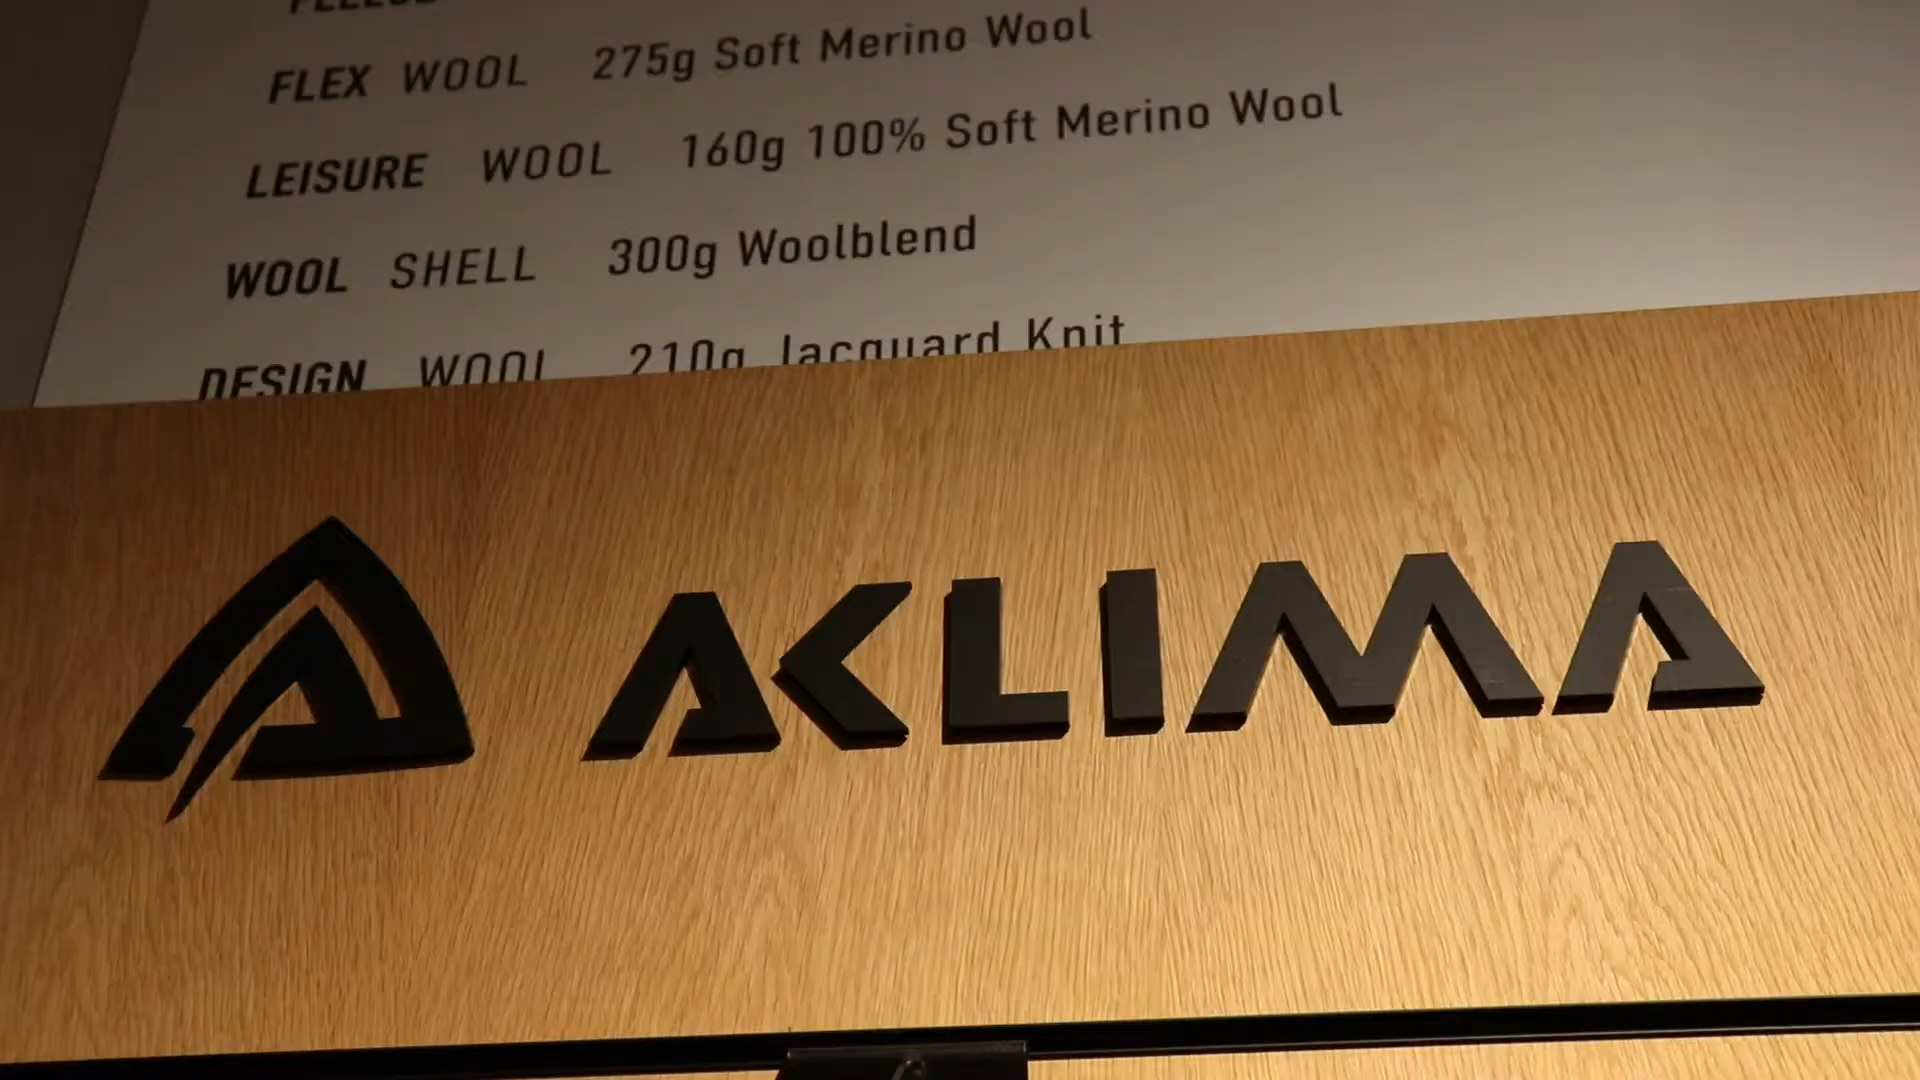 FLEX WOOL 275g Soft Merino Wool
LEISURE WOOL 160g 100% Soft Merino Wool
WOOL SHELL 300g Woolblend
DESIGN WOOL 210g Jacquard Knit
ACLIMA